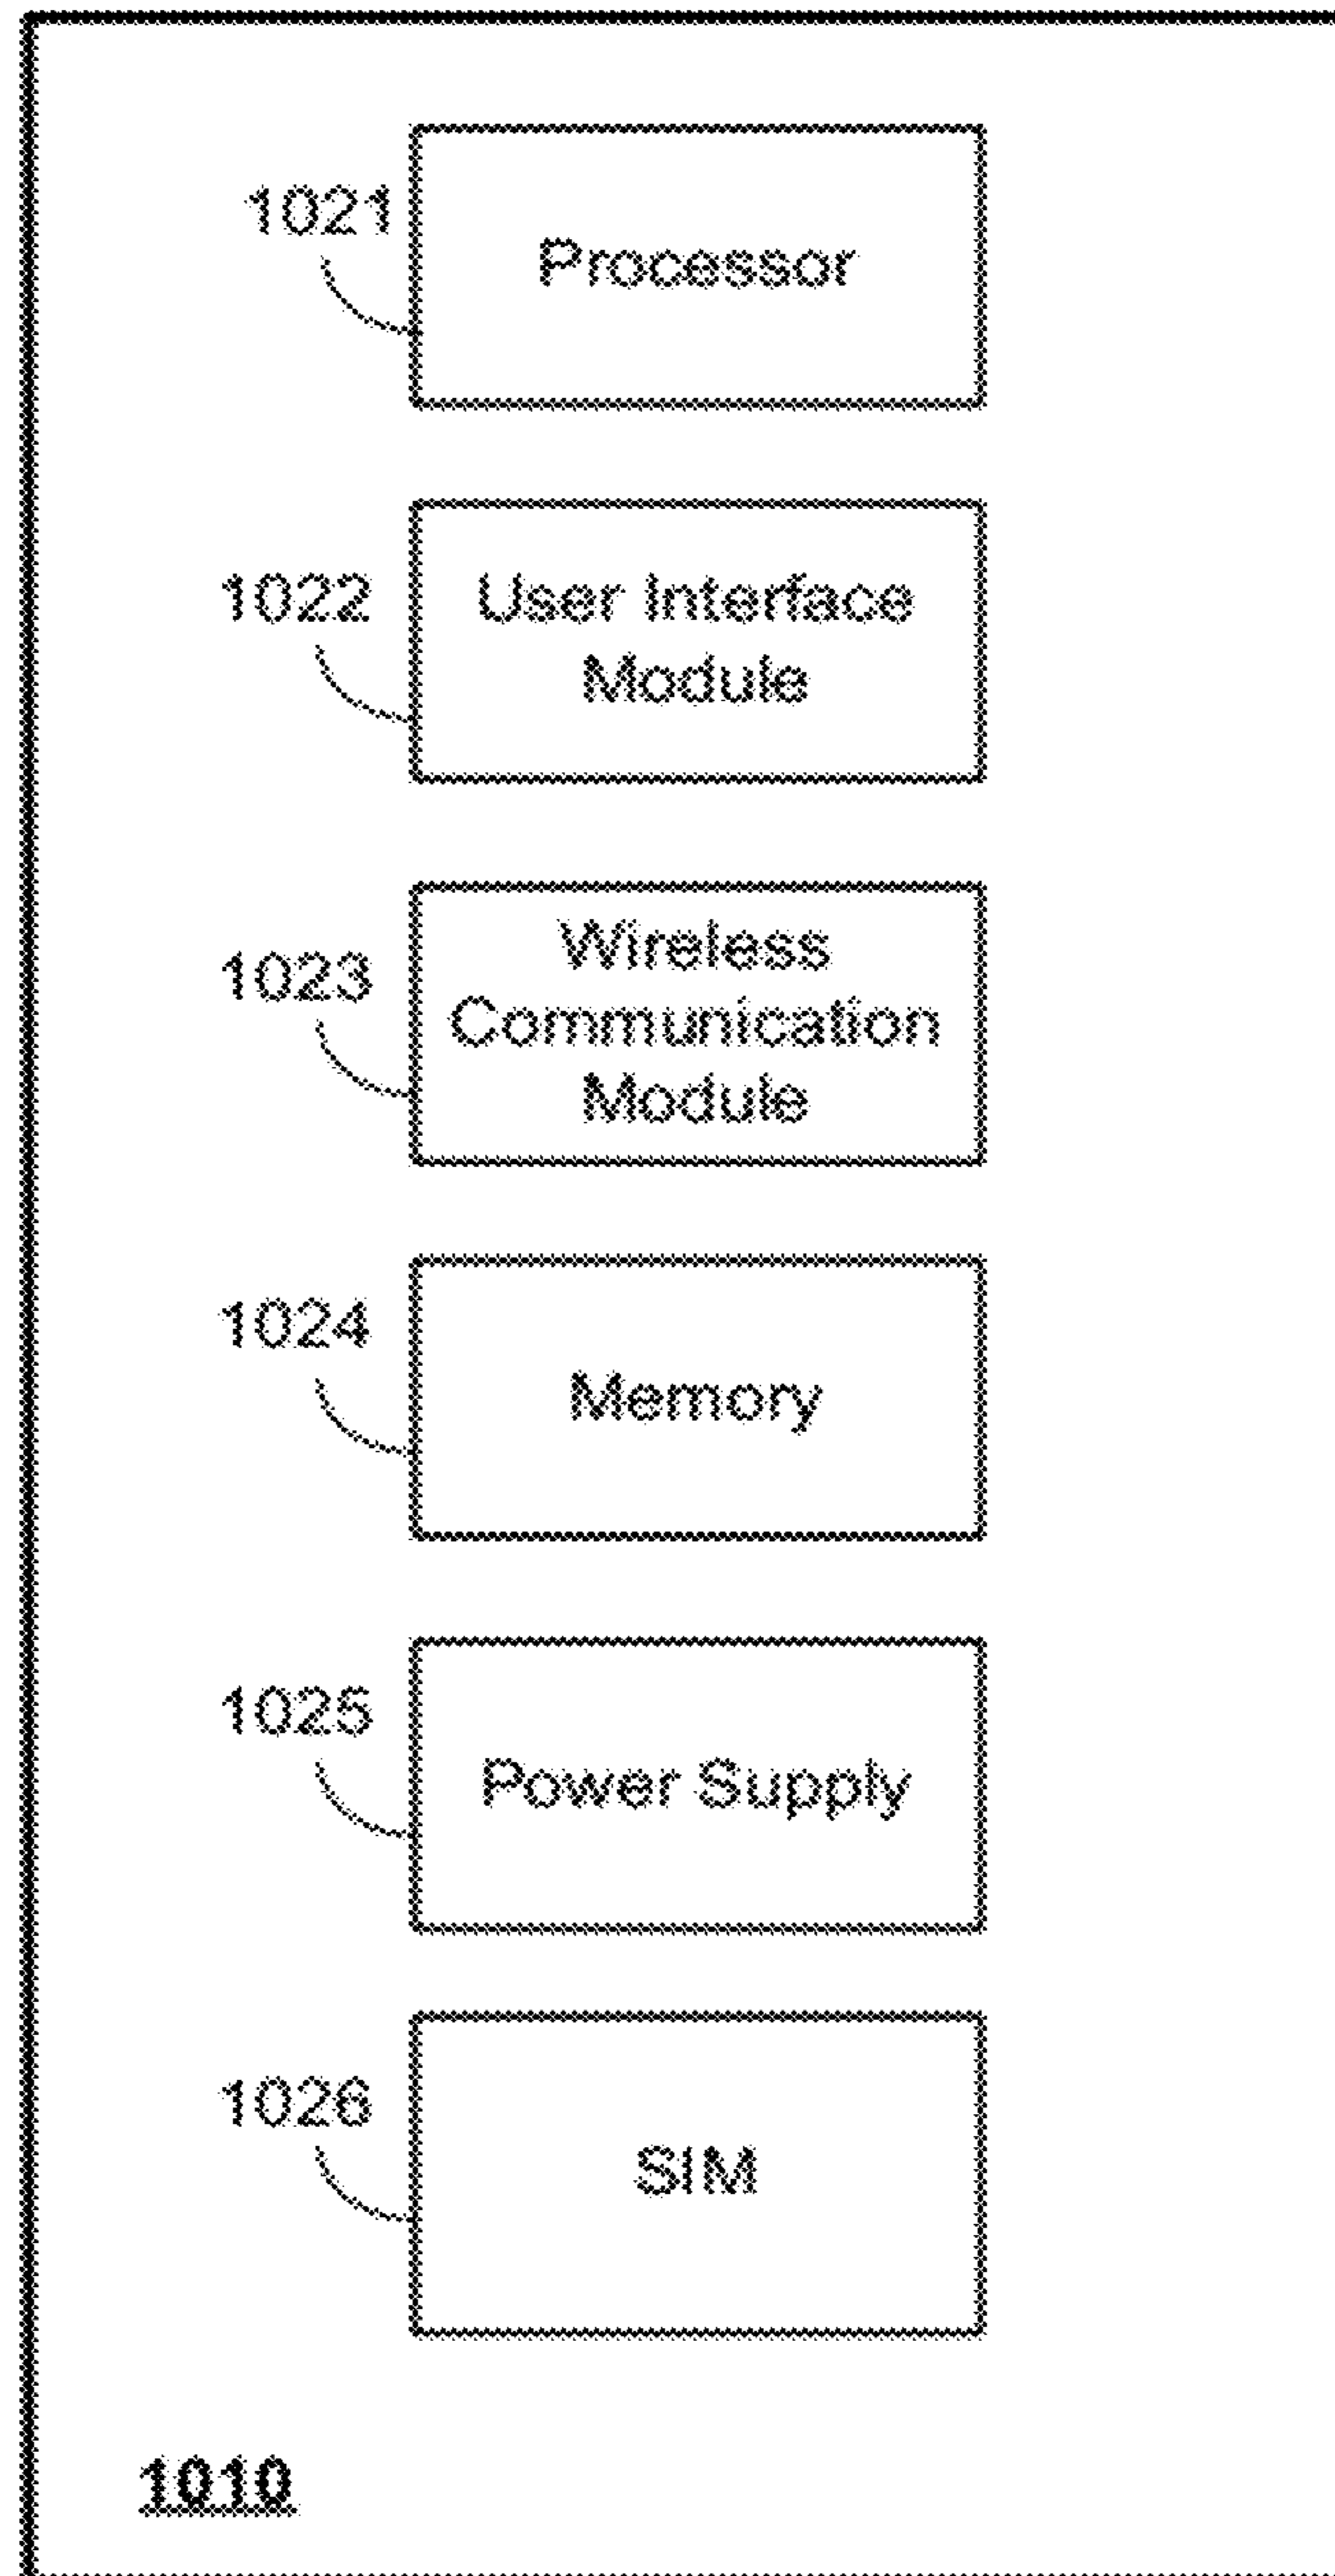 1021
Processor
1022
User Interface
Module
1023
Wireless
Communication
Module
1024
Memory
1025
Power Supply
1026
SIM
1010